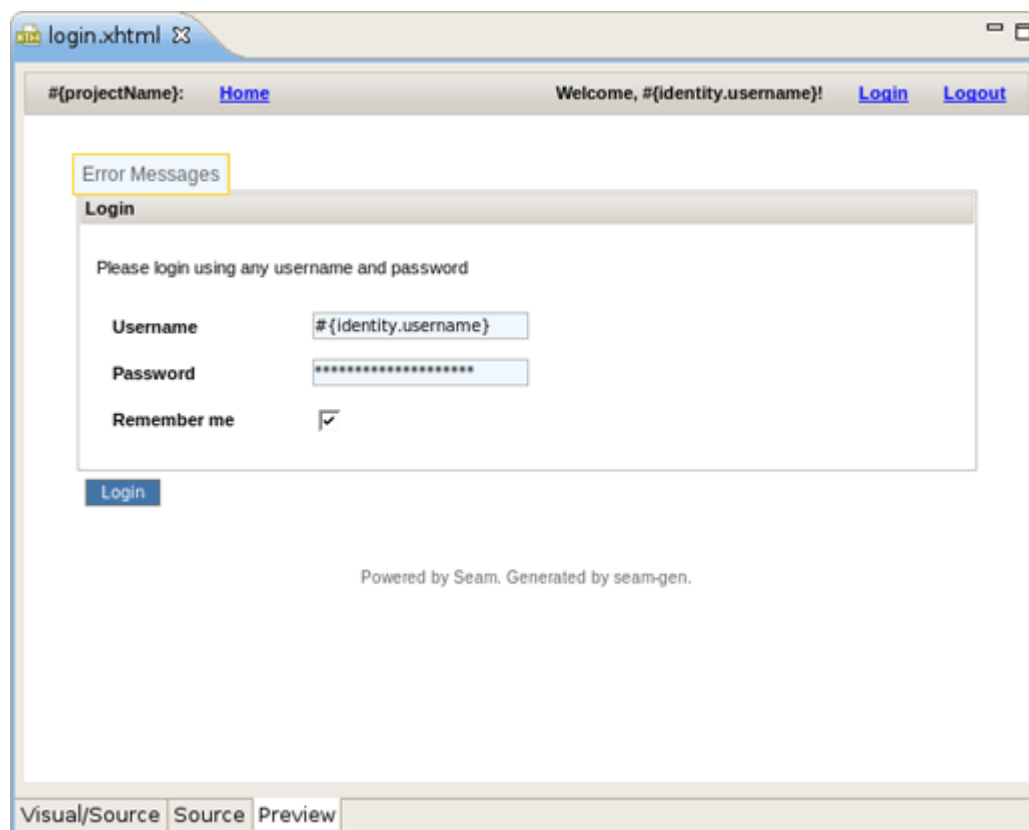 login.xhtml
#{projectName}: Home Welcome, #{identity.username}! Login Logout
Error Messages
Login
Please login using any username and password
Username #{identity.username}
Password ********************
Remember me
Login
Powered by Seam. Generated by seam-gen.
Visual/Source Source Preview